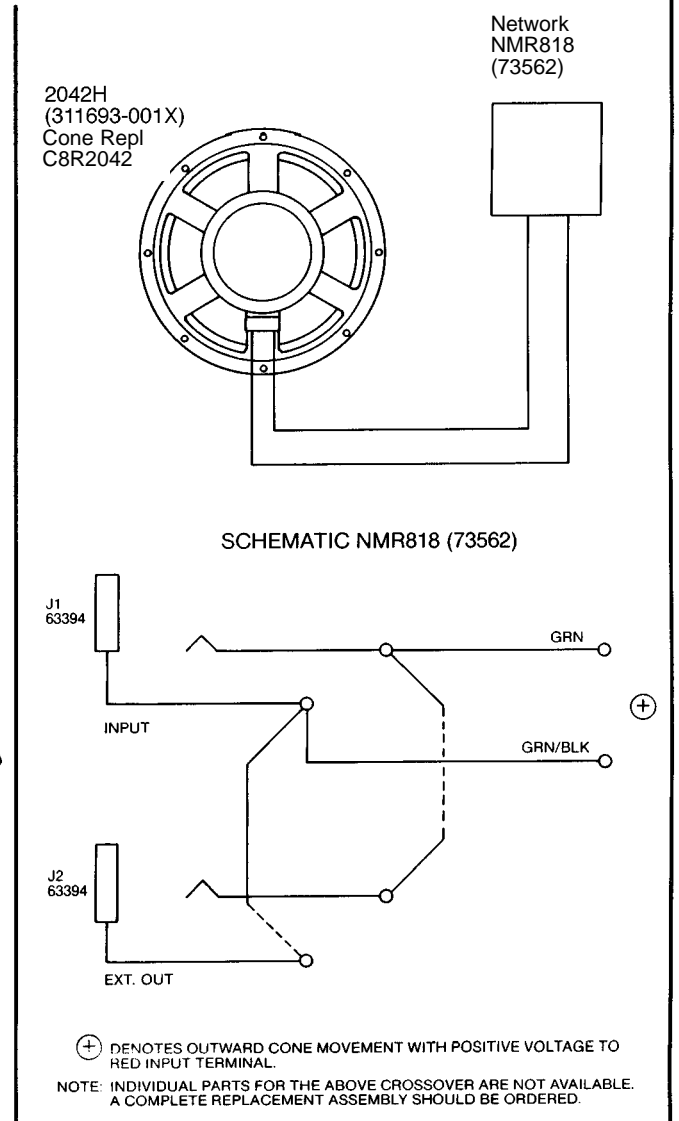 Network
NMR818
(73562)
2042H
(311693-001X)
Cone Repl
C8R2042
SCHEMATIC NMR818 (73562)
J1
63394
GRN
INPUT
+
GRN/BLK
J2
63394
EXT. OUT
+ DENOTES OUTWARD CONE MOVEMENT WITH POSITIVE VOLTAGE TO
RED INPUT TERMINAL.
NOTE: INDIVIDUAL PARTS FOR THE ABOVE CROSSOVER ARE NOT AVAILABLE.
A COMPLETE REPLACEMENT ASSEMBLY SHOULD BE ORDERED.